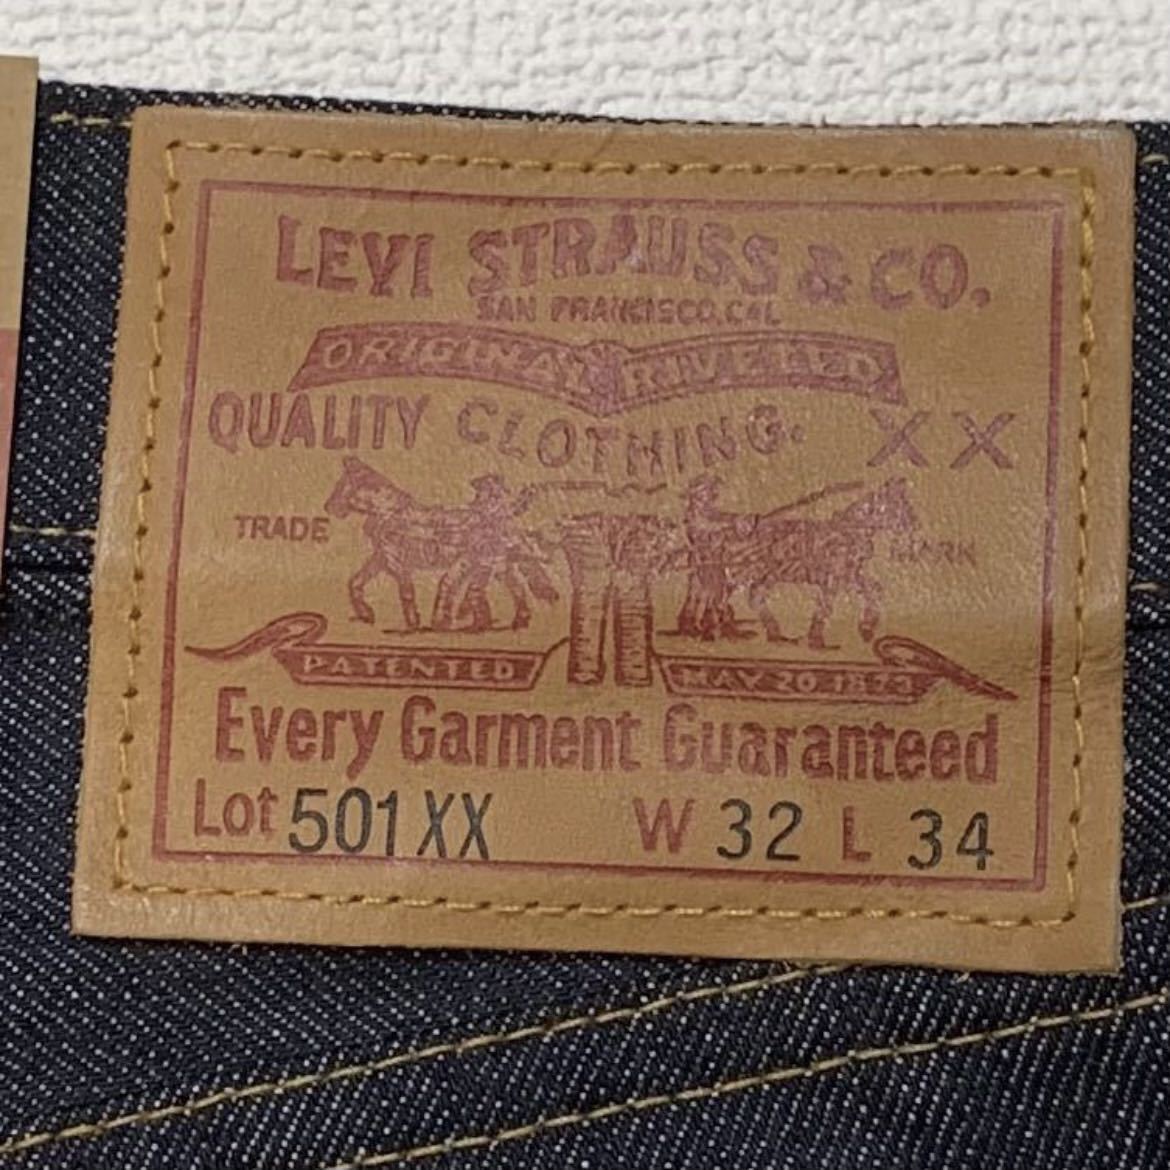 LEVI STRAUSS & CO.
SAN FRANCISCO, CAL
ORIGINAL RIVETED
QUALITY CLOTHING. XX
TRADE MARK
PATENTED MAY 20 1873
Every Garment Guaranteed
Lot 501XX W 32 L 34